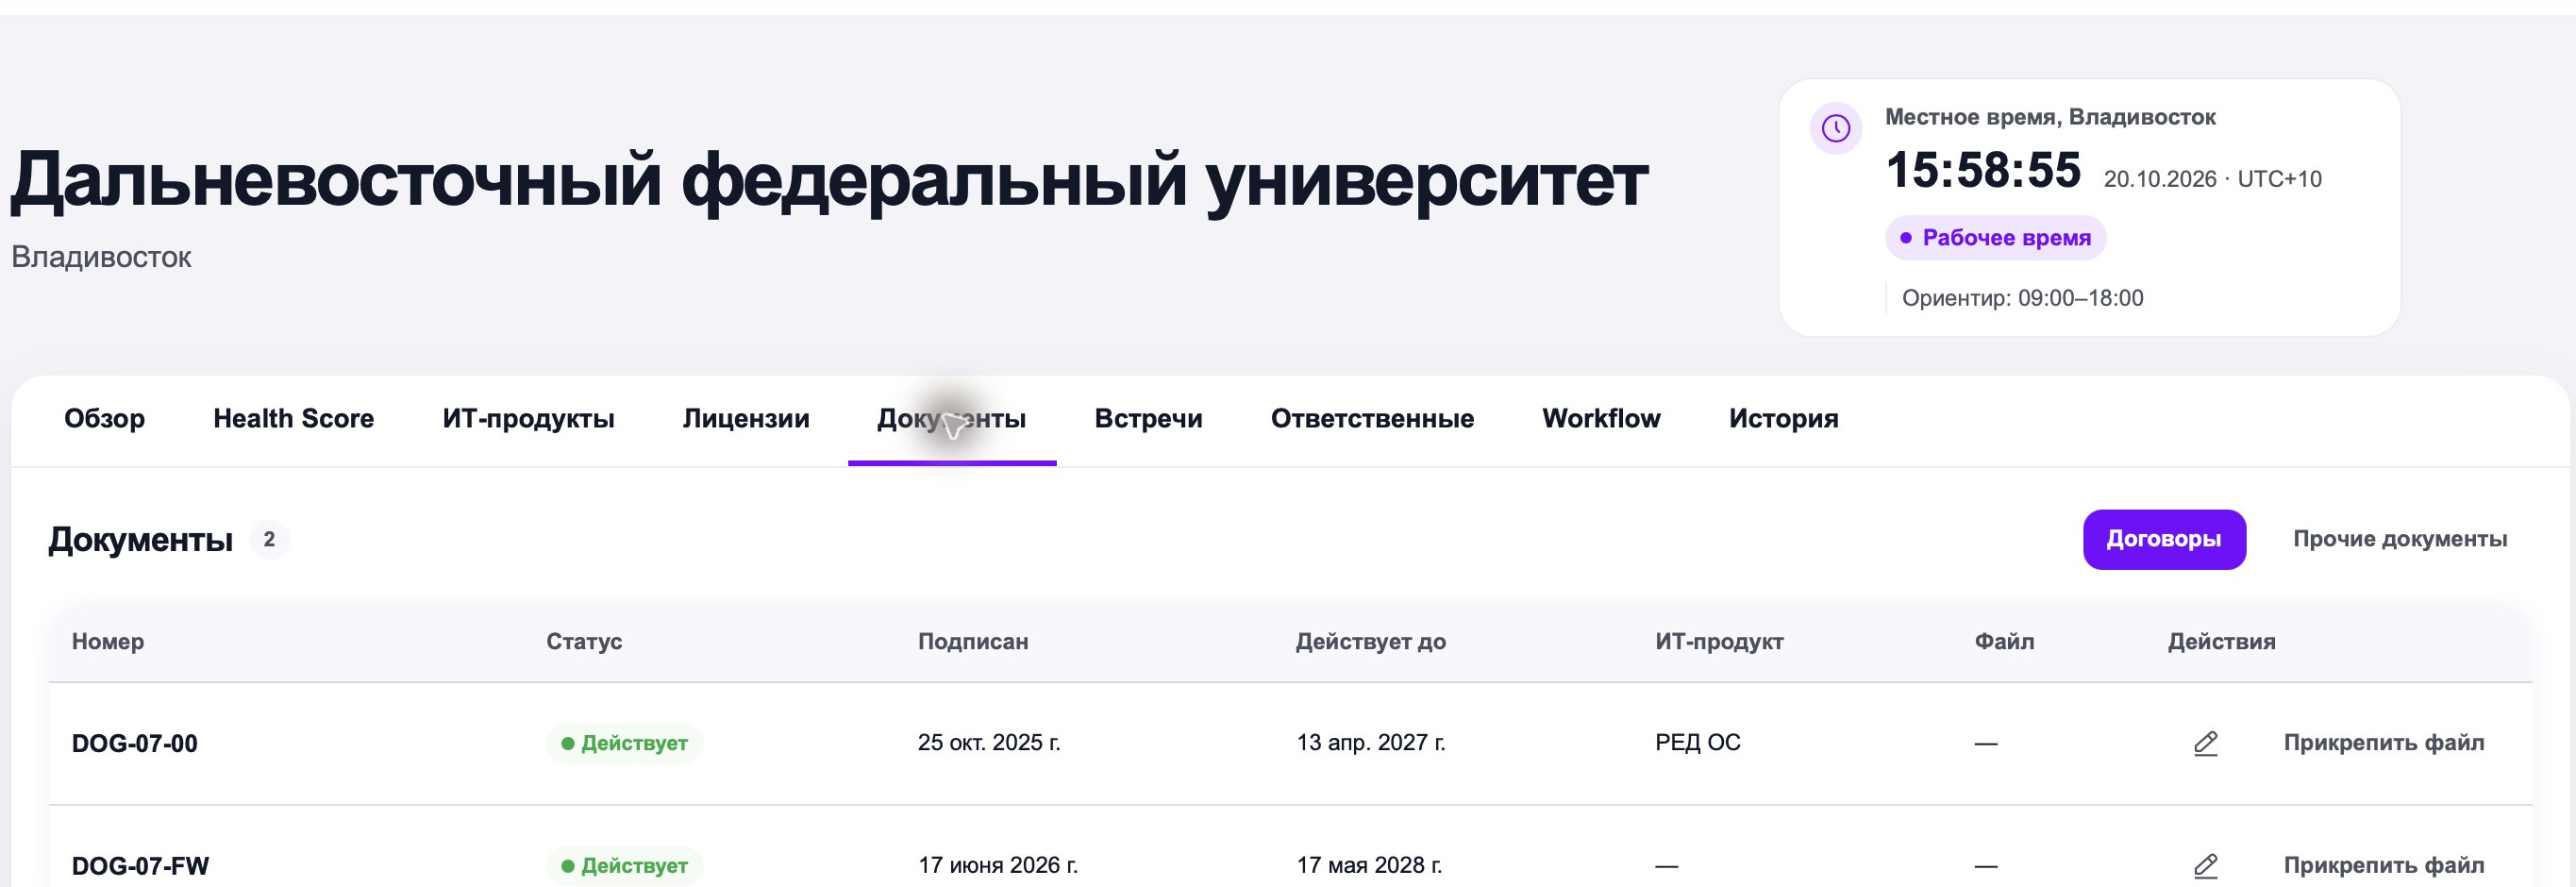 Дальневосточный федеральный университет
Владивосток
Местное время, Владивосток
15:58:55 20.10.2026 · UTC+10
Рабочее время
Ориентир: 09:00–18:00
Обзор Health Score ИТ-продукты Лицензии Документы Встречи Ответственные Workflow История
Документы 2 Договоры Прочие документы
Номер Статус Подписан Действует до ИТ-продукт Файл Действия
DOG-07-00 Действует 25 окт. 2025 г. 13 апр. 2027 г. РЕД ОС — Прикрепить файл
DOG-07-FW Действует 17 июня 2026 г. 17 мая 2028 г. — — Прикрепить файл